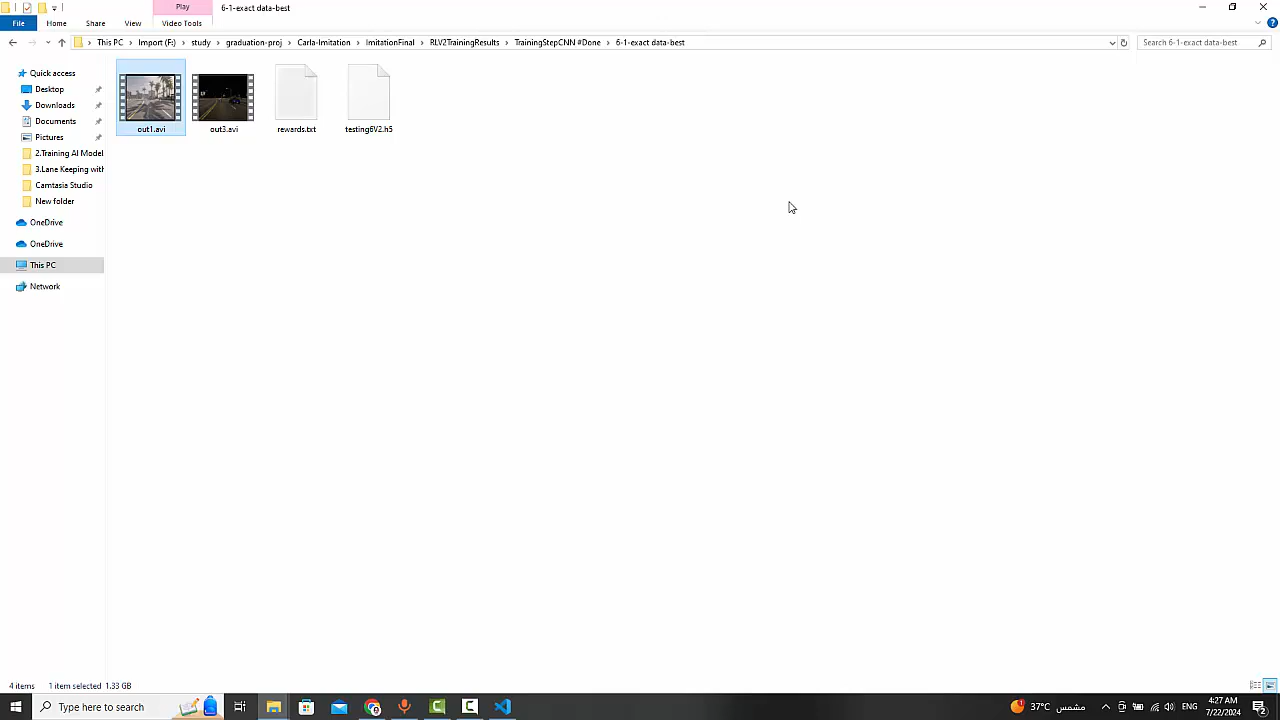 Play
6-1-exact data-best
File
Home
Share
View
Video Tools
This PC
Import (F:)
study
graduation-proj
Carla-Imitation
ImitationFinal
RLV2TrainingResults
TrainingStepCNN #Done
6-1-exact data-best
Search 6-1-exact data-best
Quick access
Desktop
Downloads
Documents
Pictures
2.Training AI Model
3.Lane Keeping with
Camtasia Studio
New folder
OneDrive
OneDrive
This PC
Network
out1.avi
out3.avi
rewards.txt
testing6V2.h5
4 items
1 item selected 1.33 GB
Type here to search
37°C مشمس
ENG
4:27 AM
7/22/2024
2